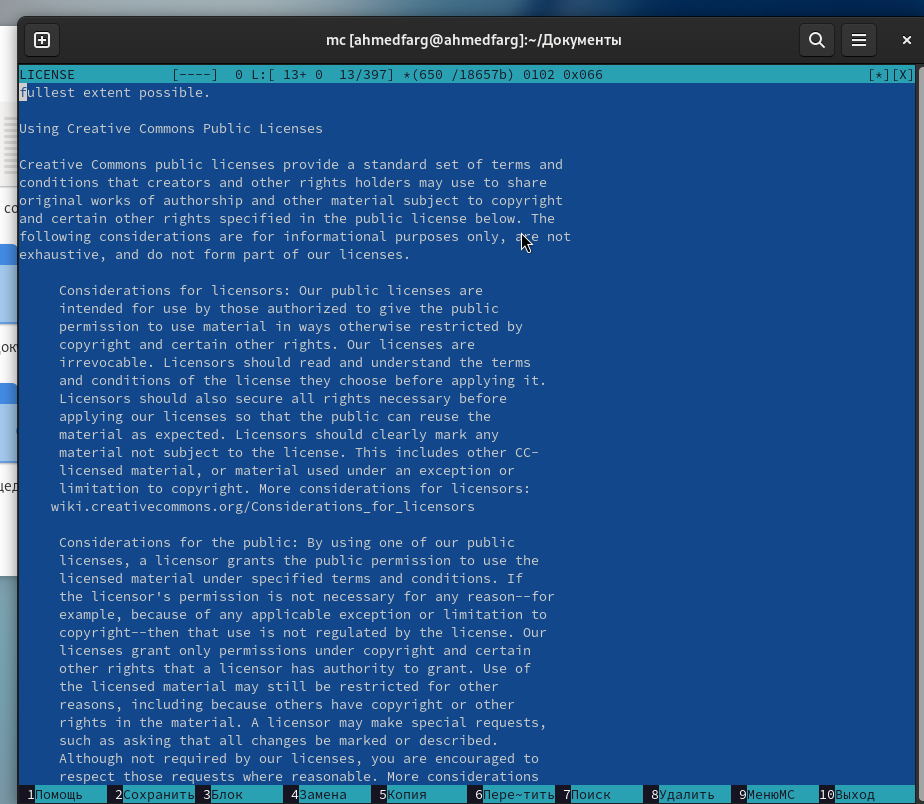 mc [ahmedfarg@ahmedfarg]:~/Документы
LICENSE [----] 0 L:[ 13+ 0 13/397] *(650 /18657b) 0102 0x066 [*][X]
fullest extent possible.
Using Creative Commons Public Licenses
Creative Commons public licenses provide a standard set of terms and
conditions that creators and other rights holders may use to share
original works of authorship and other material subject to copyright
and certain other rights specified in the public license below. The
following considerations are for informational purposes only, are not
exhaustive, and do not form part of our licenses.
Considerations for licensors: Our public licenses are
intended for use by those authorized to give the public
permission to use material in ways otherwise restricted by
copyright and certain other rights. Our licenses are
irrevocable. Licensors should read and understand the terms
and conditions of the license they choose before applying it.
Licensors should also secure all rights necessary before
applying our licenses so that the public can reuse the
material as expected. Licensors should clearly mark any
material not subject to the license. This includes other CC-
licensed material, or material used under an exception or
limitation to copyright. More considerations for licensors:
wiki.creativecommons.org/Considerations_for_licensors
Considerations for the public: By using one of our public
licenses, a licensor grants the public permission to use the
licensed material under specified terms and conditions. If
the licensor's permission is not necessary for any reason--for
example, because of any applicable exception or limitation to
copyright--then that use is not regulated by the license. Our
licenses grant only permissions under copyright and certain
other rights that a licensor has authority to grant. Use of
the licensed material may still be restricted for other
reasons, including because others have copyright or other
rights in the material. A licensor may make special requests,
such as asking that all changes be marked or described.
Although not required by our licenses, you are encouraged to
respect those requests where reasonable. More considerations
1Помощь 2Сохранить 3Блок 4Замена 5Копия 6Пере~тить 7Поиск 8Удалить 9МенюMC 10Выход